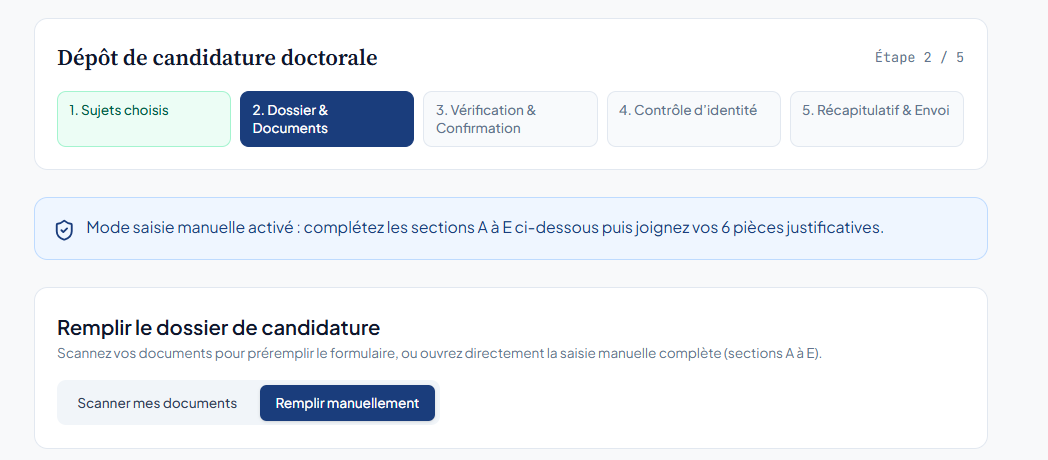 Dépôt de candidature doctorale
Étape 2 / 5
1. Sujets choisis
2. Dossier &
Documents
3. Vérification &
Confirmation
4. Contrôle d'identité
5. Récapitulatif & Envoi
Mode saisie manuelle activé : complétez les sections A à E ci-dessous puis joignez vos 6 pièces justificatives.
Remplir le dossier de candidature
Scannez vos documents pour préremplir le formulaire, ou ouvrez directement la saisie manuelle complète (sections A à E).
Scanner mes documents
Remplir manuellement